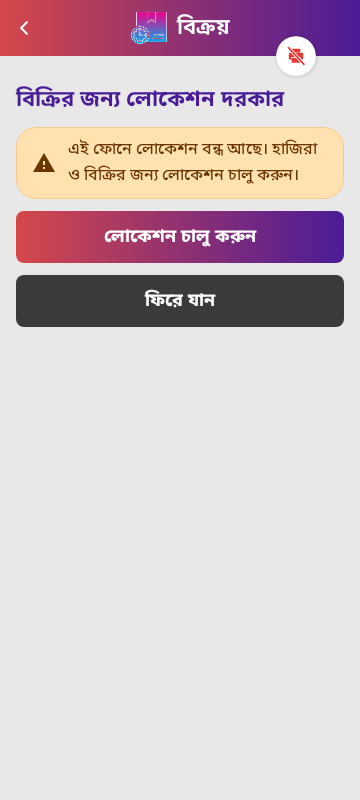 বিক্রয়
বিক্রির জন্য লোকেশন দরকার
এই ফোনে লোকেশন বন্ধ আছে। হাজিরা
ও বিক্রির জন্য লোকেশন চালু করুন।
লোকেশন চালু করুন
ফিরে যান